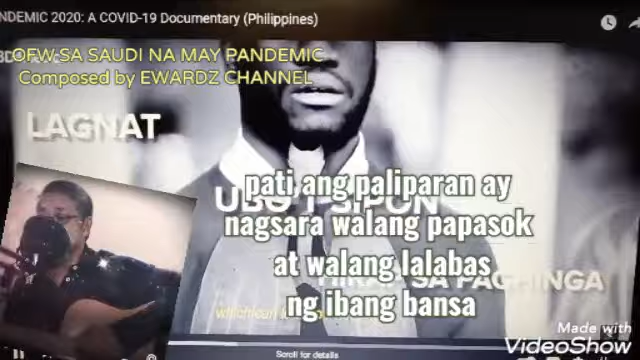 NDEMIC 2020: A COVID-19 Documentary (Philippines)
OFW SA SAUDI NA MAY PANDEMIC
Composed by EWARDZ CHANNEL
LAGNAT
UBO SIPON
pati ang paliparan ay
nagsara walang papasok
at walang lalabas
SA PAGHINGA
ng ibang bansa
which can
Scroll for details
Made with
VideoShow